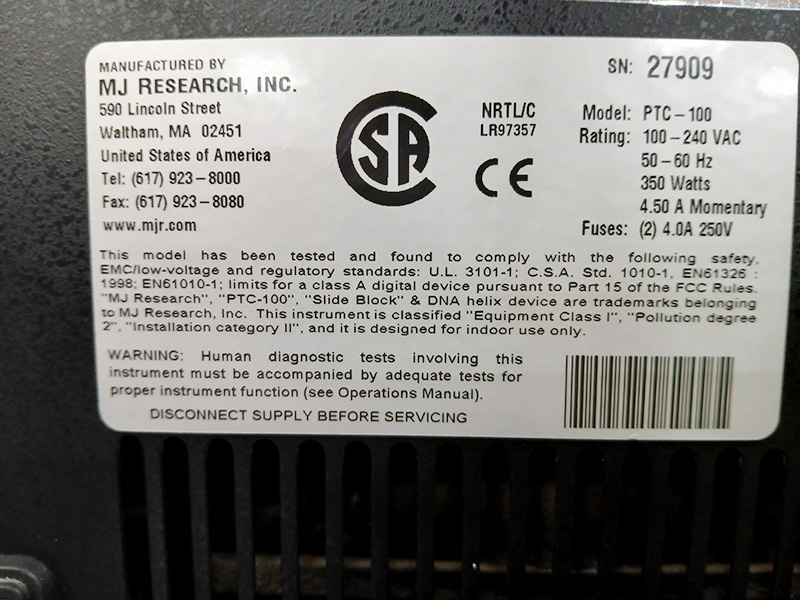 MANUFACTURED BY
MJ RESEARCH, INC.
590 Lincoln Street
Waltham, MA 02451
United States of America
Tel: (617) 923-8000
Fax: (617) 923-8080
www.mjr.com
SA
NRTL/C
LR97357
CE
SN: 27909
Model: PTC-100
Rating: 100-240 VAC
50-60 Hz
350 Watts
4.50 A Momentary
Fuses: (2) 4.0A 250V
This model has been tested and found to comply with the following safety,
EMC/low-voltage and regulatory standards: U.L. 3101-1; C.S.A. Std. 1010-1, EN61326 :
1998; EN61010-1; limits for a class A digital device pursuant to Part 15 of the FCC Rules.
"MJ Research", "PTC-100", "Slide Block" & DNA helix device are trademarks belonging
to MJ Research, Inc. This instrument is classified "Equipment Class I", "Pollution degree
2", "Installation category II", and it is designed for indoor use only.
WARNING: Human diagnostic tests involving this
instrument must be accompanied by adequate tests for
proper instrument function (see Operations Manual).
DISCONNECT SUPPLY BEFORE SERVICING